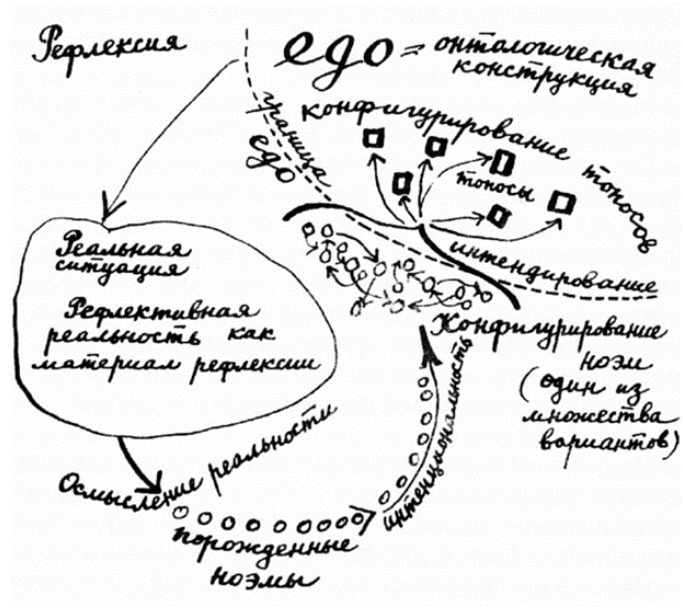 Рефлексия
едо = онталогическая
конструкция
граница
едо
конфигурирование топосов
топосы
интендирование
Реальная
ситуация
Рефлективная
реальность как
материал рефлексии
Конфигурирование
ноэм
(один из
множества
вариантов)
интенциональность
Осмысление реальности
порожденные
ноэмы